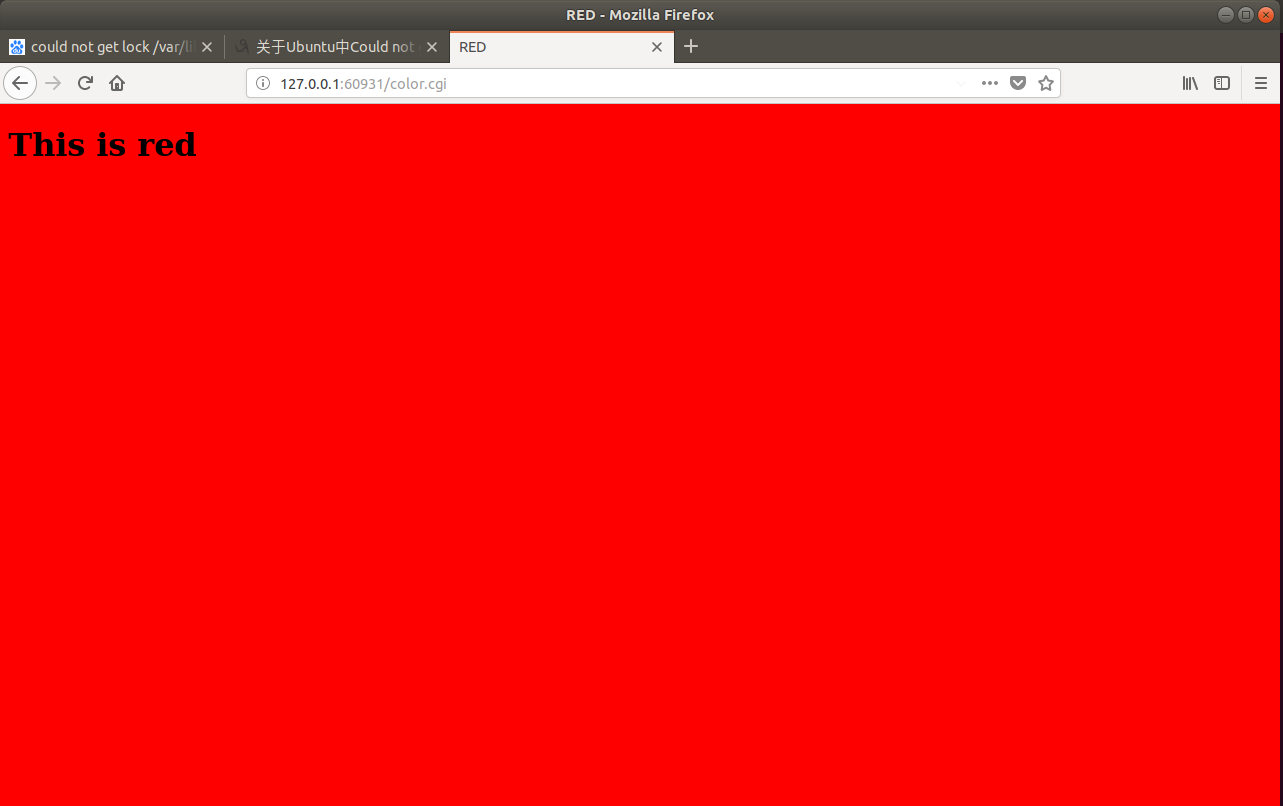 RED - Mozilla Firefox
could not get lock /var/li
关于Ubuntu中Could not
RED
127.0.0.1:60931/color.cgi
This is red